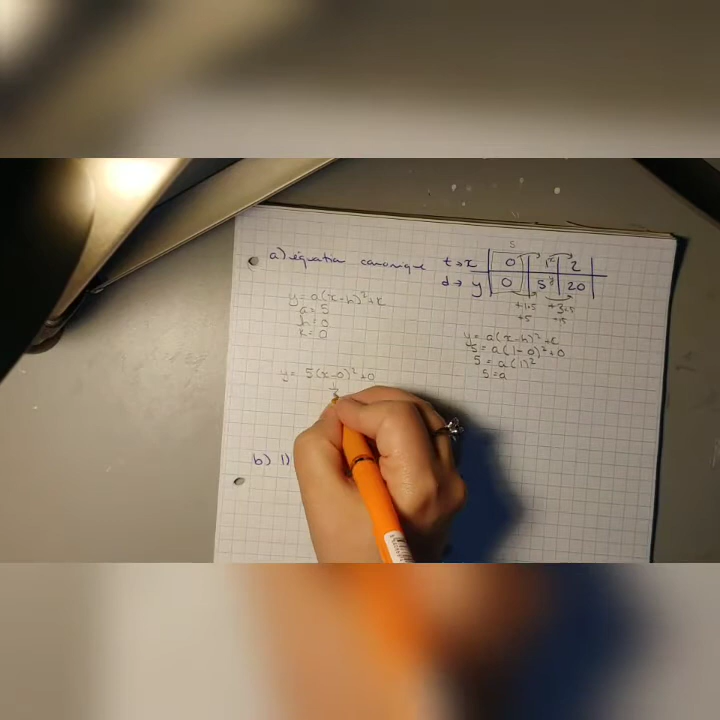 a) équation canonique
t → x | 0 | 1 | 2 |
d → y | 0 | 5 | 20 |
5
+1·5 +3·5
+5
y = a(x-h)²+k
a = 5
h = 0
k = 0
y = a(x-h)²+k
5 = a(1-0)²+0
5 = a(1)²
5 = a
y = 5(x-0)²+0
b) 1)